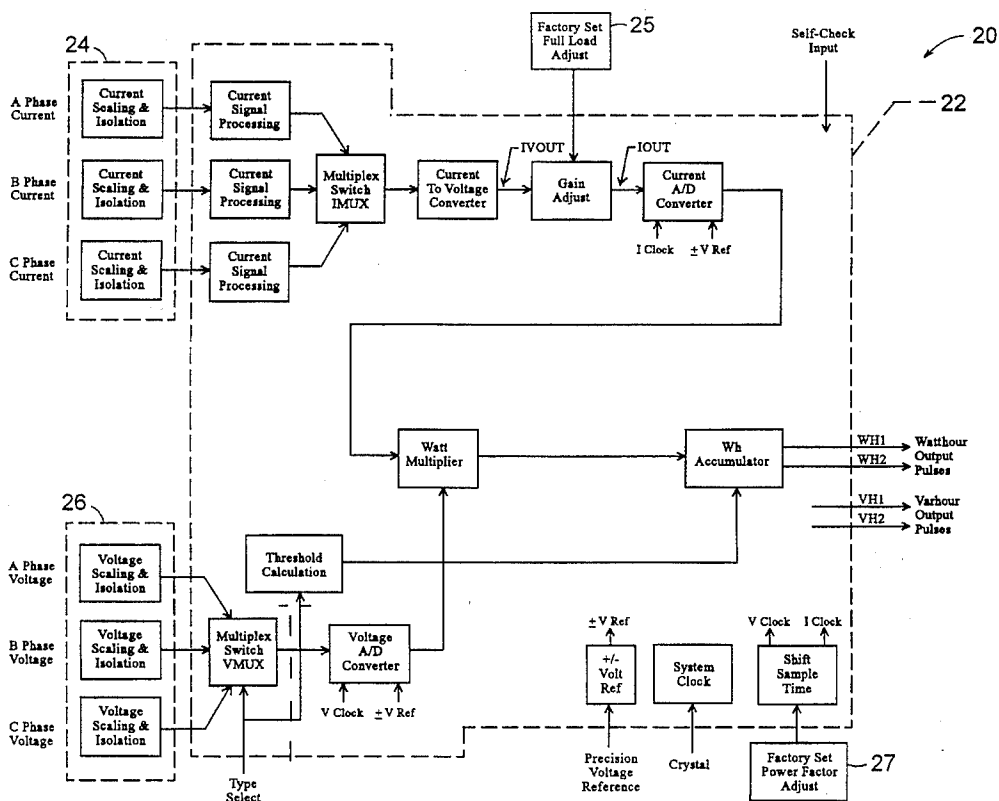 24
A Phase
Current
Current
Scaling &
Isolation
B Phase
Current
Current
Scaling &
Isolation
C Phase
Current
Current
Scaling &
Isolation
Current
Signal
Processing
Current
Signal
Processing
Current
Signal
Processing
Multiplex
Switch
IMUX
Current
To Voltage
Converter
IVOUT
Factory Set
Full Load
Adjust
25
Gain
Adjust
IOUT
Current
A/D
Converter
I Clock
± V Ref
Self-Check
Input
20
22
Watt
Multiplier
Wh
Accumulator
WH1
WH2
Watthour
Output
Pulses
VH1
VH2
Varhour
Output
Pulses
26
A Phase
Voltage
Voltage
Scaling &
Isolation
B Phase
Voltage
Voltage
Scaling &
Isolation
C Phase
Voltage
Voltage
Scaling &
Isolation
Threshold
Calculation
Multiplex
Switch
VMUX
Voltage
A/D
Converter
V Clock
± V Ref
Type
Select
± V Ref
+/-
Volt
Ref
Precision
Voltage
Reference
System
Clock
Crystal
V Clock
I Clock
Shift
Sample
Time
Factory Set
Power Factor
Adjust
27